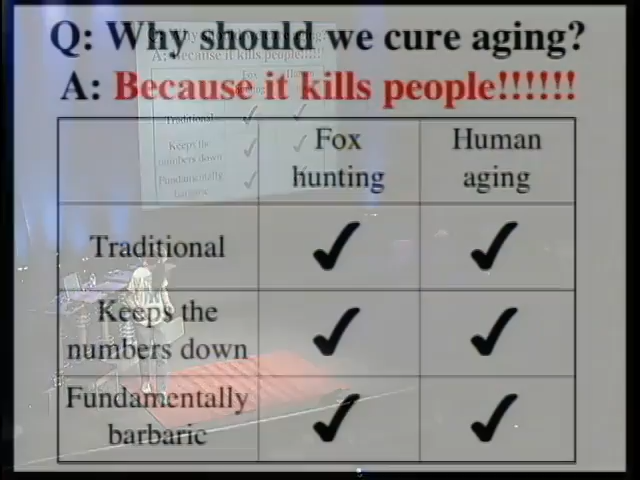 Q: Why should we cure aging?
A: Because it kills people!!!!!!
Fox hunting
Human aging
Traditional ✓ ✓
Keeps the numbers down ✓ ✓
Fundamentally barbaric ✓ ✓